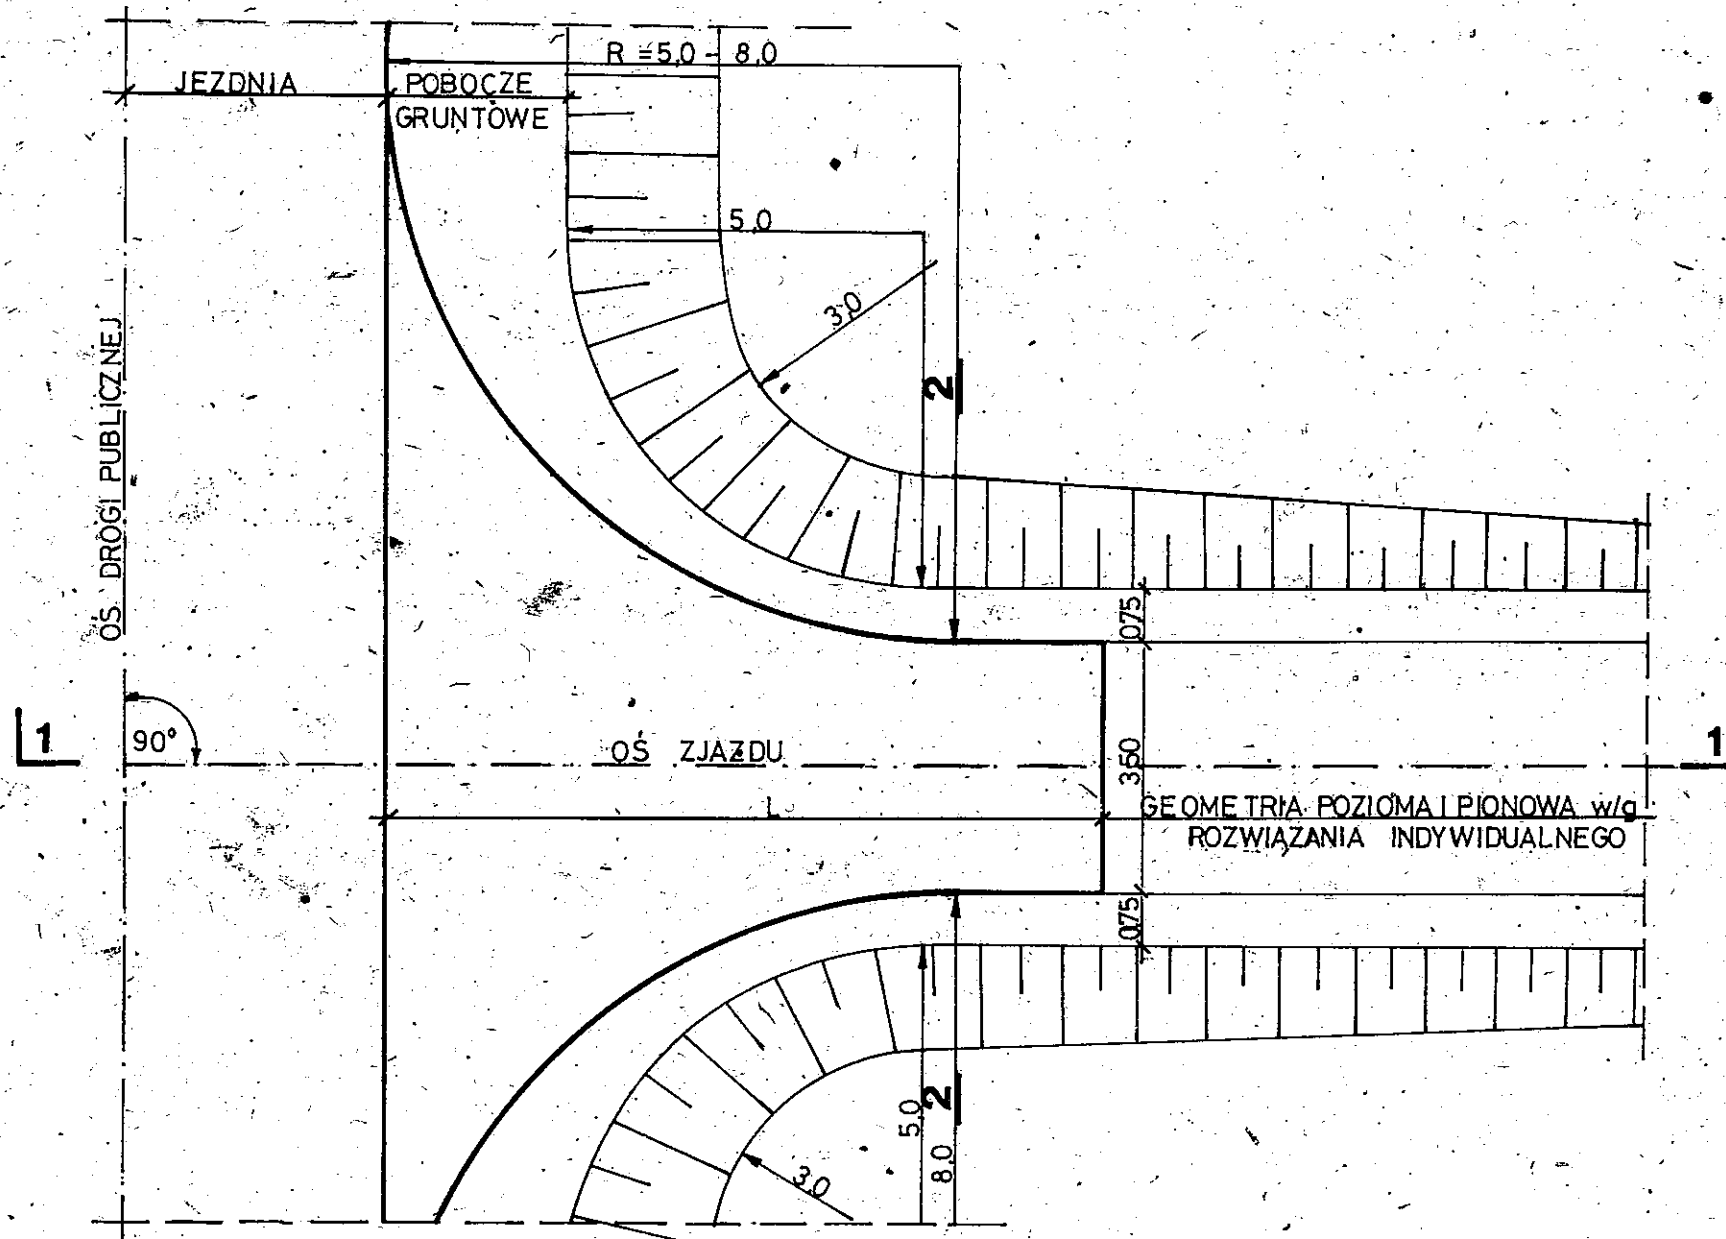 R = 5,0 - 8,0
JEZDNIA
POBOCZE
GRUNTOWE
5,0
3,0
2
OŚ DROGI PUBLICZNEJ
075
1
90°
OŚ ZJAZDU
350
1
L
GEOMETRIA POZIOMA I PIONOWA w/g
ROZWIĄZANIA INDYWIDUALNEGO
075
2
5,0
8,0
3,0